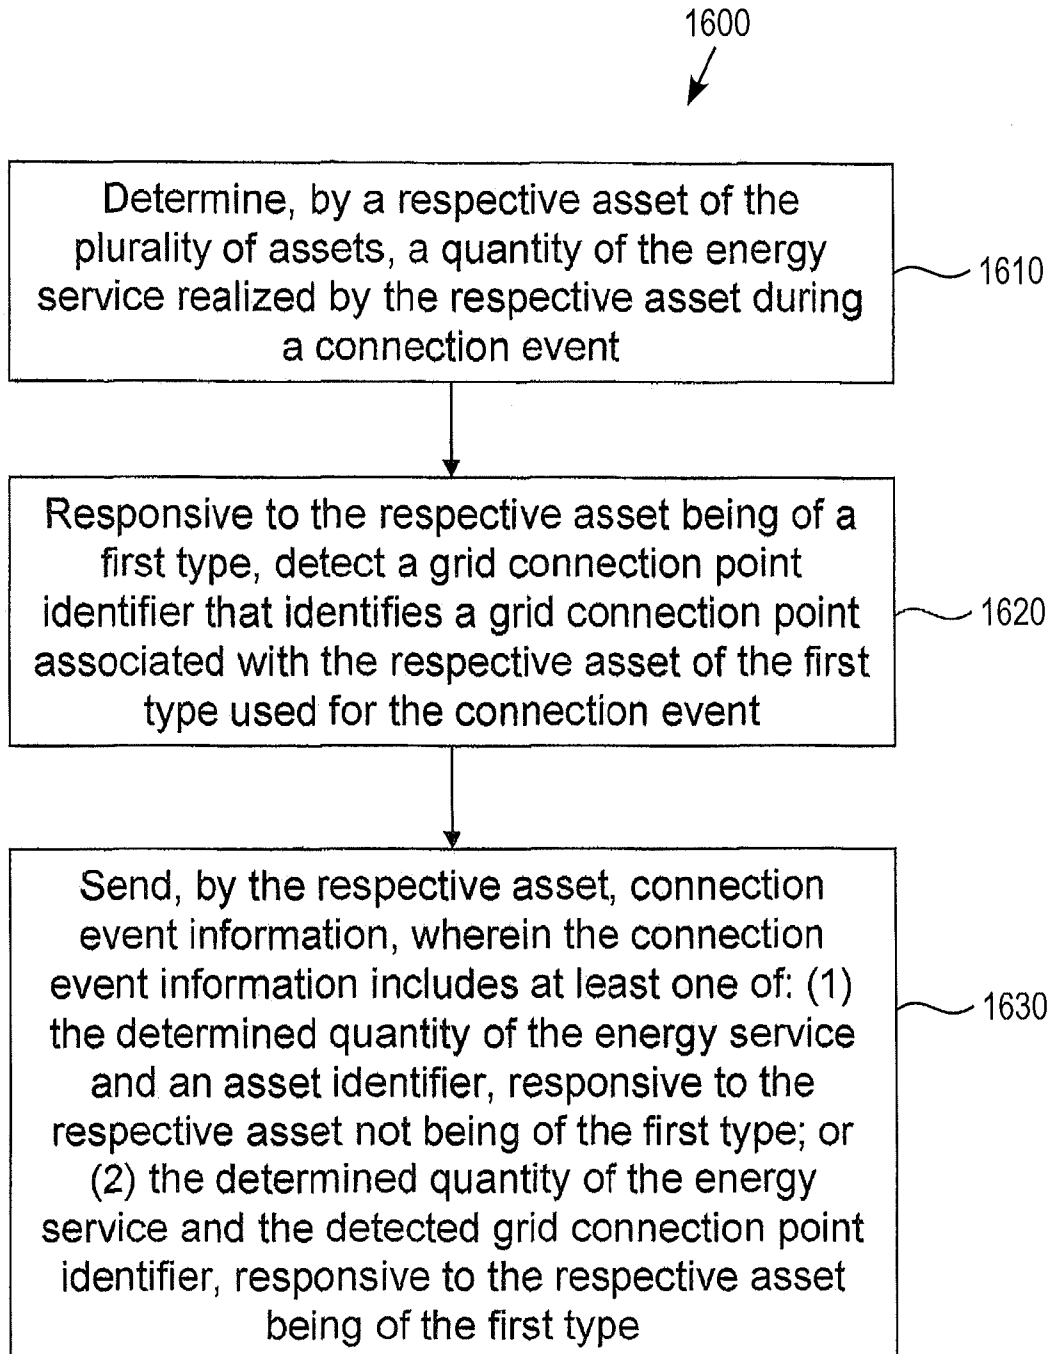 1600
Determine, by a respective asset of the
plurality of assets, a quantity of the energy
service realized by the respective asset during
a connection event
1610
Responsive to the respective asset being of a
first type, detect a grid connection point
identifier that identifies a grid connection point
associated with the respective asset of the first
type used for the connection event
1620
Send, by the respective asset, connection
event information, wherein the connection
event information includes at least one of: (1)
the determined quantity of the energy service
and an asset identifier, responsive to the
respective asset not being of the first type; or
(2) the determined quantity of the energy
service and the detected grid connection point
identifier, responsive to the respective asset
being of the first type
1630